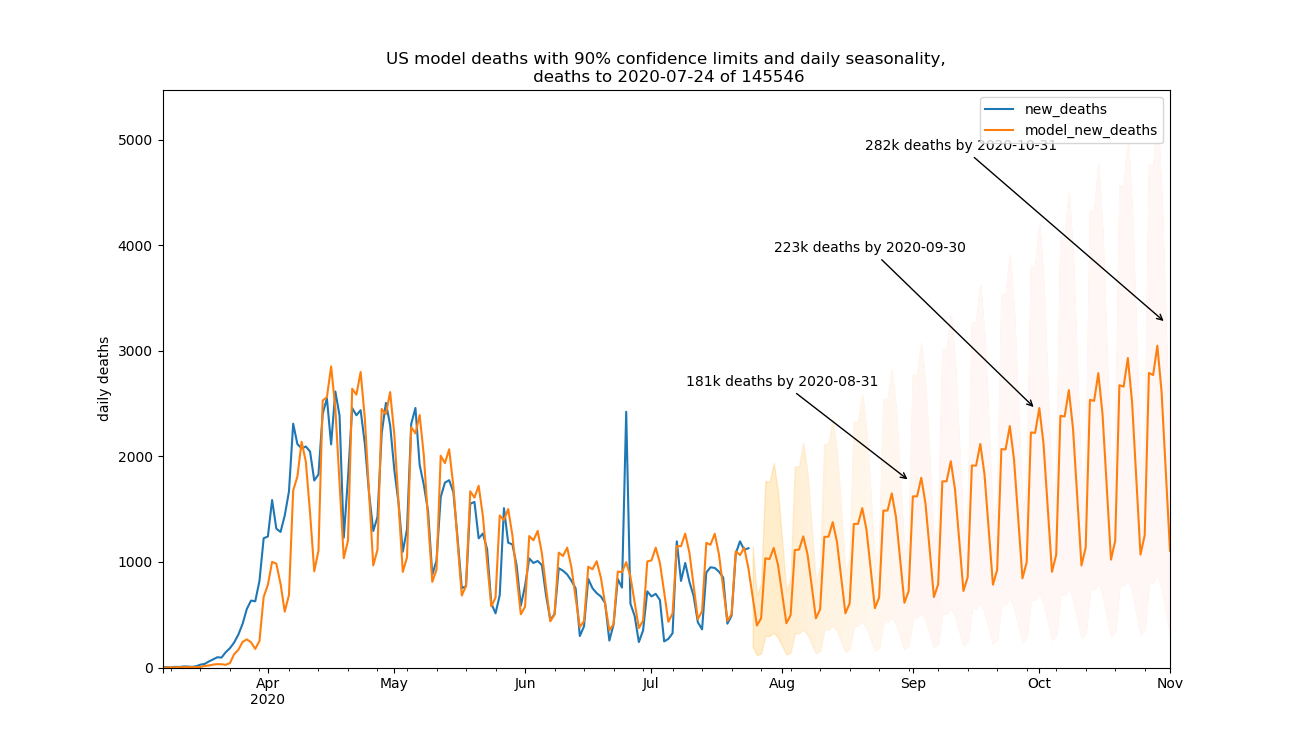 US model deaths with 90% confidence limits and daily seasonality,
deaths to 2020-07-24 of 145546
new_deaths
model_new_deaths
282k deaths by 2020-10-31
223k deaths by 2020-09-30
181k deaths by 2020-08-31
daily deaths
5000
4000
3000
2000
1000
0
Apr
2020
May
Jun
Jul
Aug
Sep
Oct
Nov